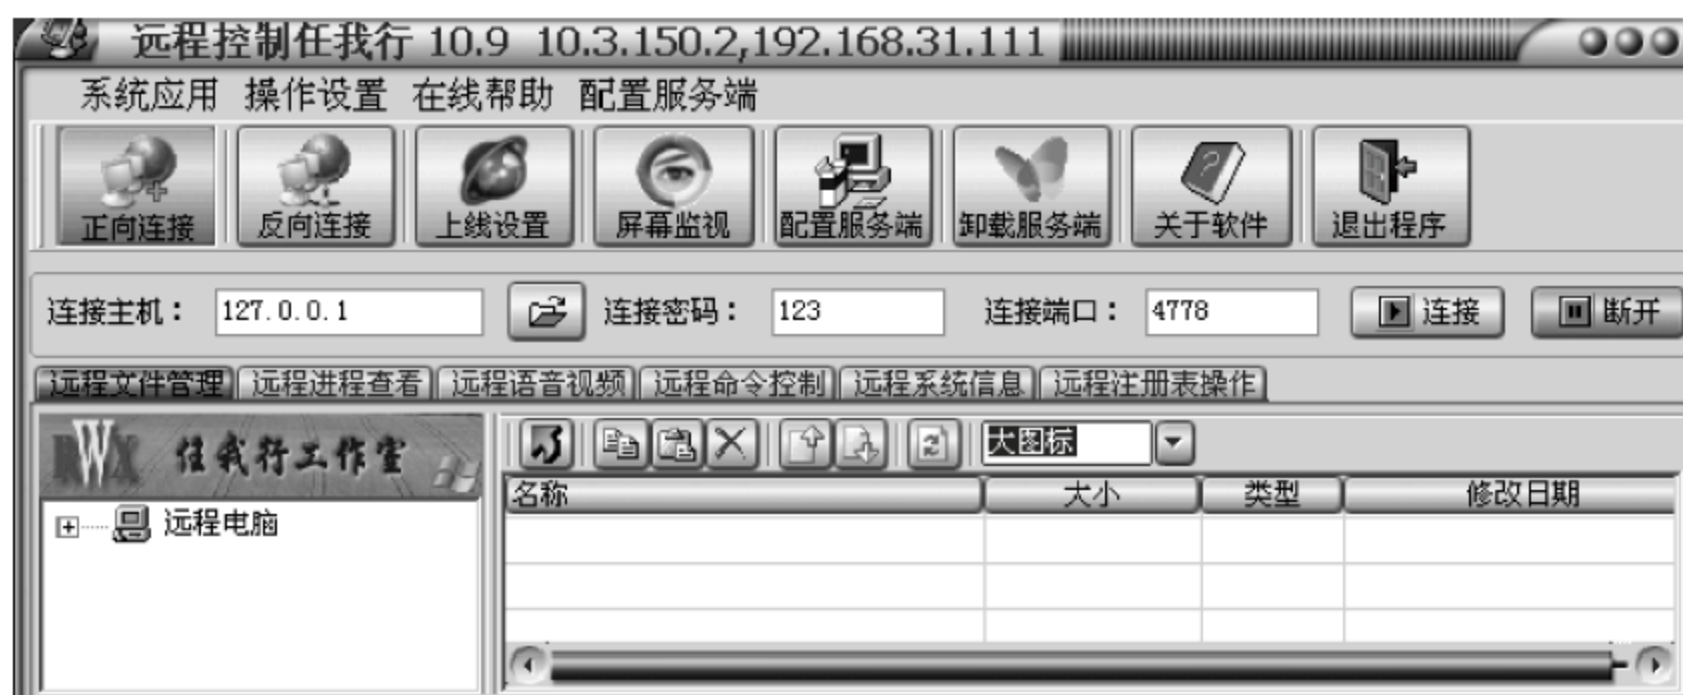 远程控制任我行 10.9 10.3.150.2,192.168.31.111
系统应用 操作设置 在线帮助 配置服务端
正向连接 反向连接 上线设置 屏幕监视 配置服务端 卸载服务端 关于软件 退出程序
连接主机： 127.0.0.1 连接密码： 123 连接端口： 4778 连接 断开
远程文件管理 远程进程查看 远程语音视频 远程命令控制 远程系统信息 远程注册表操作
RWX 任我行工作室 大图标
名称 大小 类型 修改日期
远程电脑